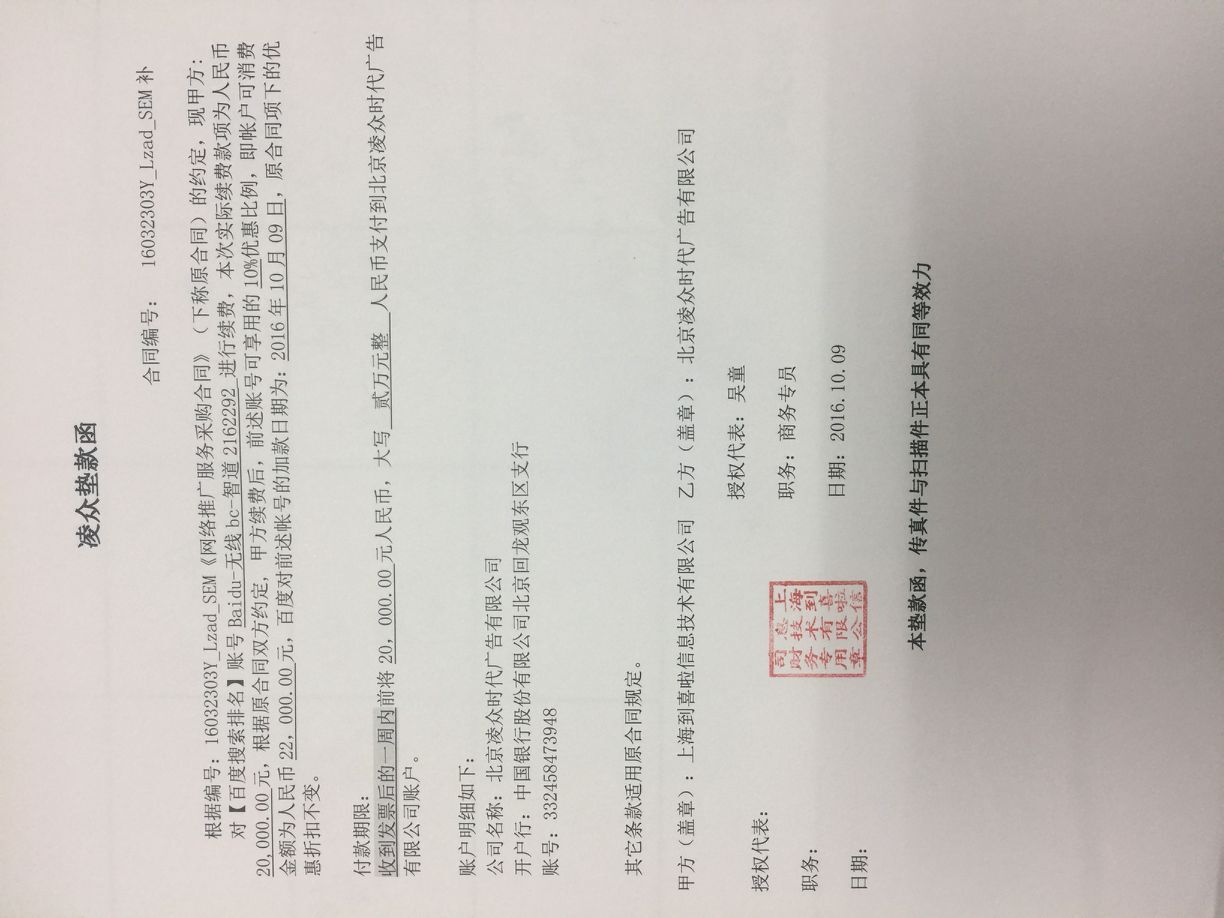 凌众垫款函
合同编号： 16032303Y_Lzad_SEM 补
根据编号：16032303Y_Lzad_SEM《网络推广服务采购合同》（下称原合同）的约定，现甲方：
对【百度搜索排名】账号 Baidu-无线 bc-智道 2162292 进行续费，本次实际续费款项为人民币
20,000.00 元，根据原合同双方约定，甲方续费后，前述账号可享用的 10%优惠比例，即帐户可消费
金额为人民币 22，000.00 元，百度对前述帐号的加款日期为：2016 年 10 月 09 日，原合同项下的优
惠折扣不变。
付款期限：
收到发票后的一周内前将 20，000.00 元人民币，大写 贰万元整 人民币支付到北京凌众时代广告
有限公司账户。
账户明细如下：
公司名称：北京凌众时代广告有限公司
开户行：中国银行股份有限公司北京回龙观东区支行
账号：332458473948
其它条款适用原合同规定。
甲方（盖章）：上海到喜啦信息技术有限公司 乙方（盖章）：北京凌众时代广告有限公司
授权代表：吴童
授权代表：
职务：商务专员
职务：
日期：2016.10.09
日期：
上海到喜啦信
息技术有限公
司财务专用章
本垫款函，传真件与扫描件正本具有同等效力